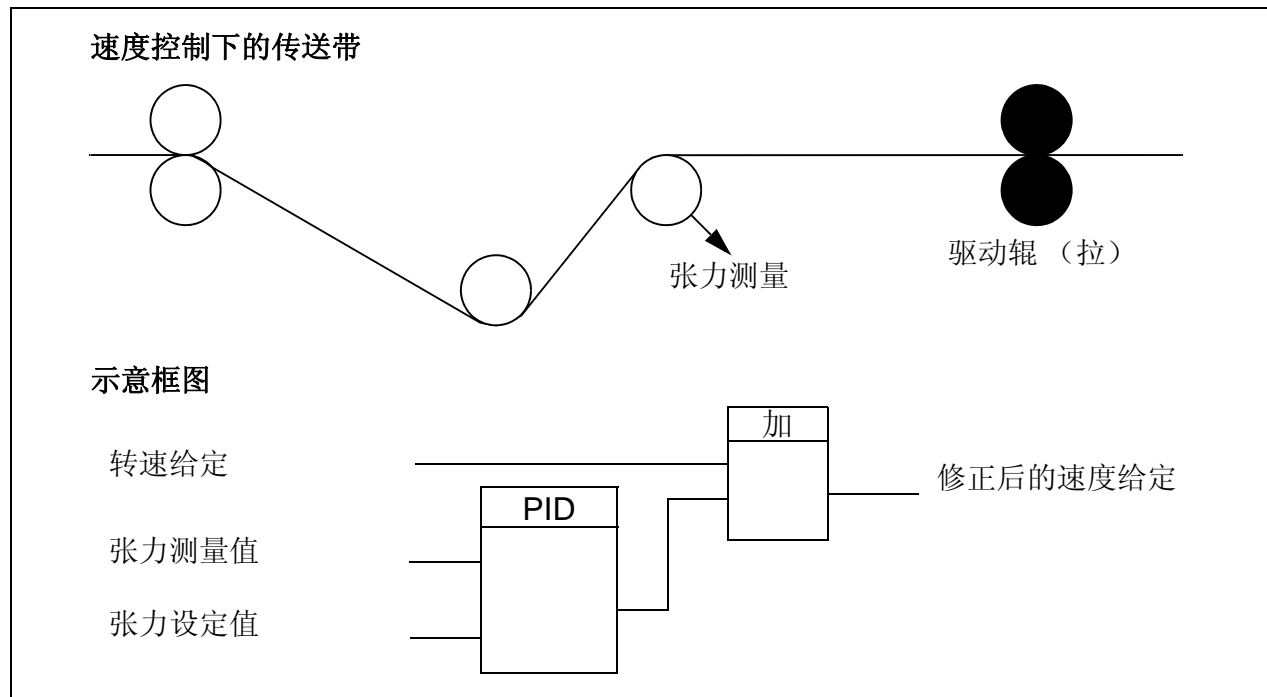 速度控制下的传送带
张力测量
驱动辊 （拉）
示意框图
加
转速给定
修正后的速度给定
PID
张力测量值
张力设定值